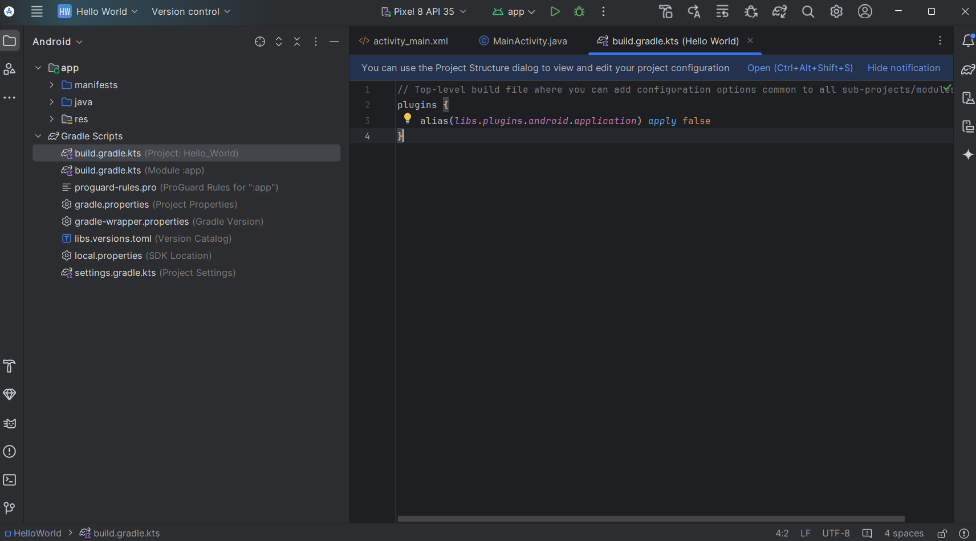 HW Hello World Version control Pixel 8 API 35 app
Android
activity_main.xml MainActivity.java build.gradle.kts (Hello World)
You can use the Project Structure dialog to view and edit your project configuration Open (Ctrl+Alt+Shift+S) Hide notification
app
manifests
java
res
Gradle Scripts
build.gradle.kts (Project: Hello_World)
build.gradle.kts (Module :app)
proguard-rules.pro (ProGuard Rules for ":app")
gradle.properties (Project Properties)
gradle-wrapper.properties (Gradle Version)
libs.versions.toml (Version Catalog)
local.properties (SDK Location)
settings.gradle.kts (Project Settings)
1 // Top-level build file where you can add configuration options common to all sub-projects/modules
2 plugins {
3 alias(libs.plugins.android.application) apply false
4 }
HelloWorld > build.gradle.kts 4:2 LF UTF-8 4 spaces